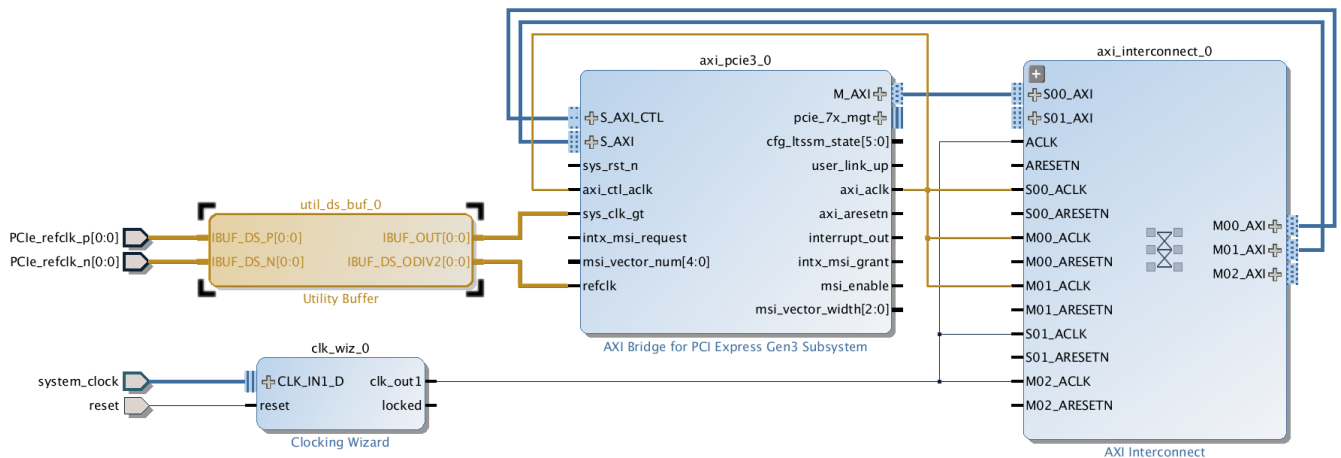 axi_pcie3_0
S_AXI_CTL
S_AXI
sys_rst_n
axi_ctl_aclk
sys_clk_gt
intx_msi_request
msi_vector_num[4:0]
refclk
M_AXI
pcie_7x_mgt
cfg_ltssm_state[5:0]
user_link_up
axi_aclk
axi_aresetn
interrupt_out
intx_msi_grant
msi_enable
msi_vector_width[2:0]
AXI Bridge for PCI Express Gen3 Subsystem
axi_interconnect_0
S00_AXI
S01_AXI
ACLK
ARESETN
S00_ACLK
S00_ARESETN
M00_ACLK
M00_ARESETN
M01_ACLK
M01_ARESETN
S01_ACLK
S01_ARESETN
M02_ACLK
M02_ARESETN
M00_AXI
M01_AXI
M02_AXI
AXI Interconnect
util_ds_buf_0
PCIe_refclk_p[0:0]
PCIe_refclk_n[0:0]
IBUF_DS_P[0:0]
IBUF_DS_N[0:0]
IBUF_OUT[0:0]
IBUF_DS_ODIV2[0:0]
Utility Buffer
clk_wiz_0
system_clock
reset
CLK_IN1_D
reset
clk_out1
locked
Clocking Wizard